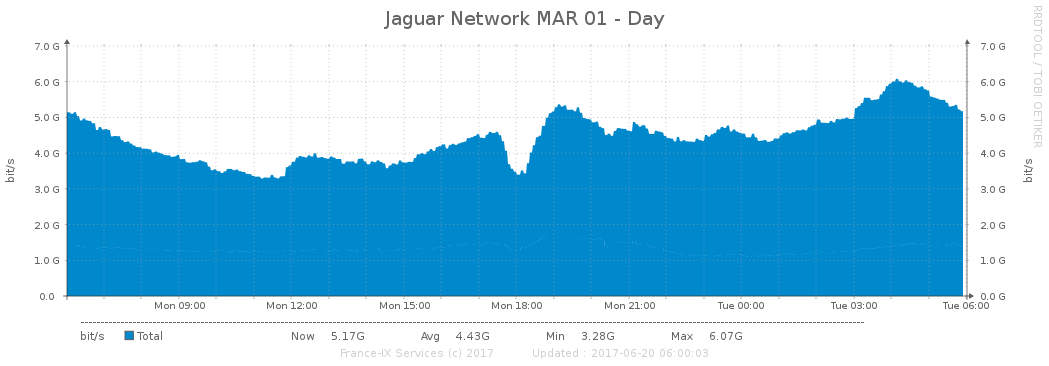 Jaguar Network MAR 01 - Day
RRDTOOL / TOBI OETIKER
7.0 G 7.0 G
6.0 G 6.0 G
5.0 G 5.0 G
4.0 G 4.0 G
3.0 G 3.0 G
2.0 G 2.0 G
1.0 G 1.0 G
0.0 0.0 G
bit/s
bit/s
Mon 09:00 Mon 12:00 Mon 15:00 Mon 18:00 Mon 21:00 Tue 00:00 Tue 03:00 Tue 06:00
bit/s Total Now 5.17G Avg 4.43G Min 3.28G Max 6.07G
France-IX Services (c) 2017 Updated : 2017-06-20 06:00:03